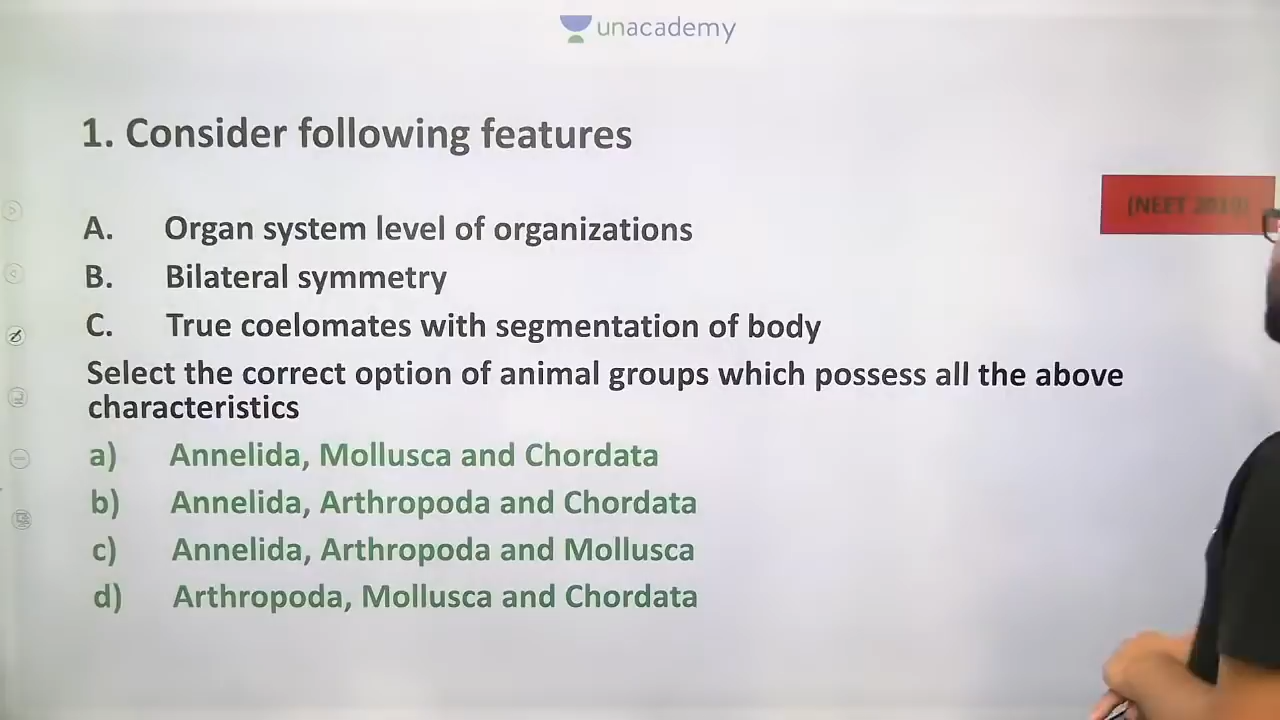 unacademy
1. Consider following features
(NEET 2019)
A. Organ system level of organizations
B. Bilateral symmetry
C. True coelomates with segmentation of body
Select the correct option of animal groups which possess all the above
characteristics
a) Annelida, Mollusca and Chordata
b) Annelida, Arthropoda and Chordata
c) Annelida, Arthropoda and Mollusca
d) Arthropoda, Mollusca and Chordata